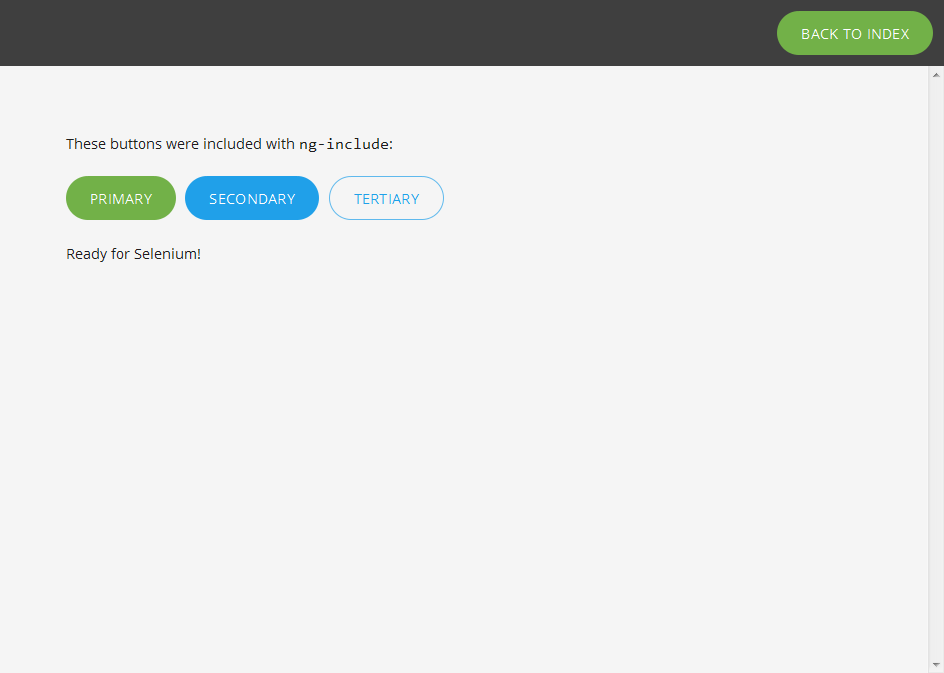 BACK TO INDEX
These buttons were included with ng-include:
PRIMARY SECONDARY TERTIARY
Ready for Selenium!